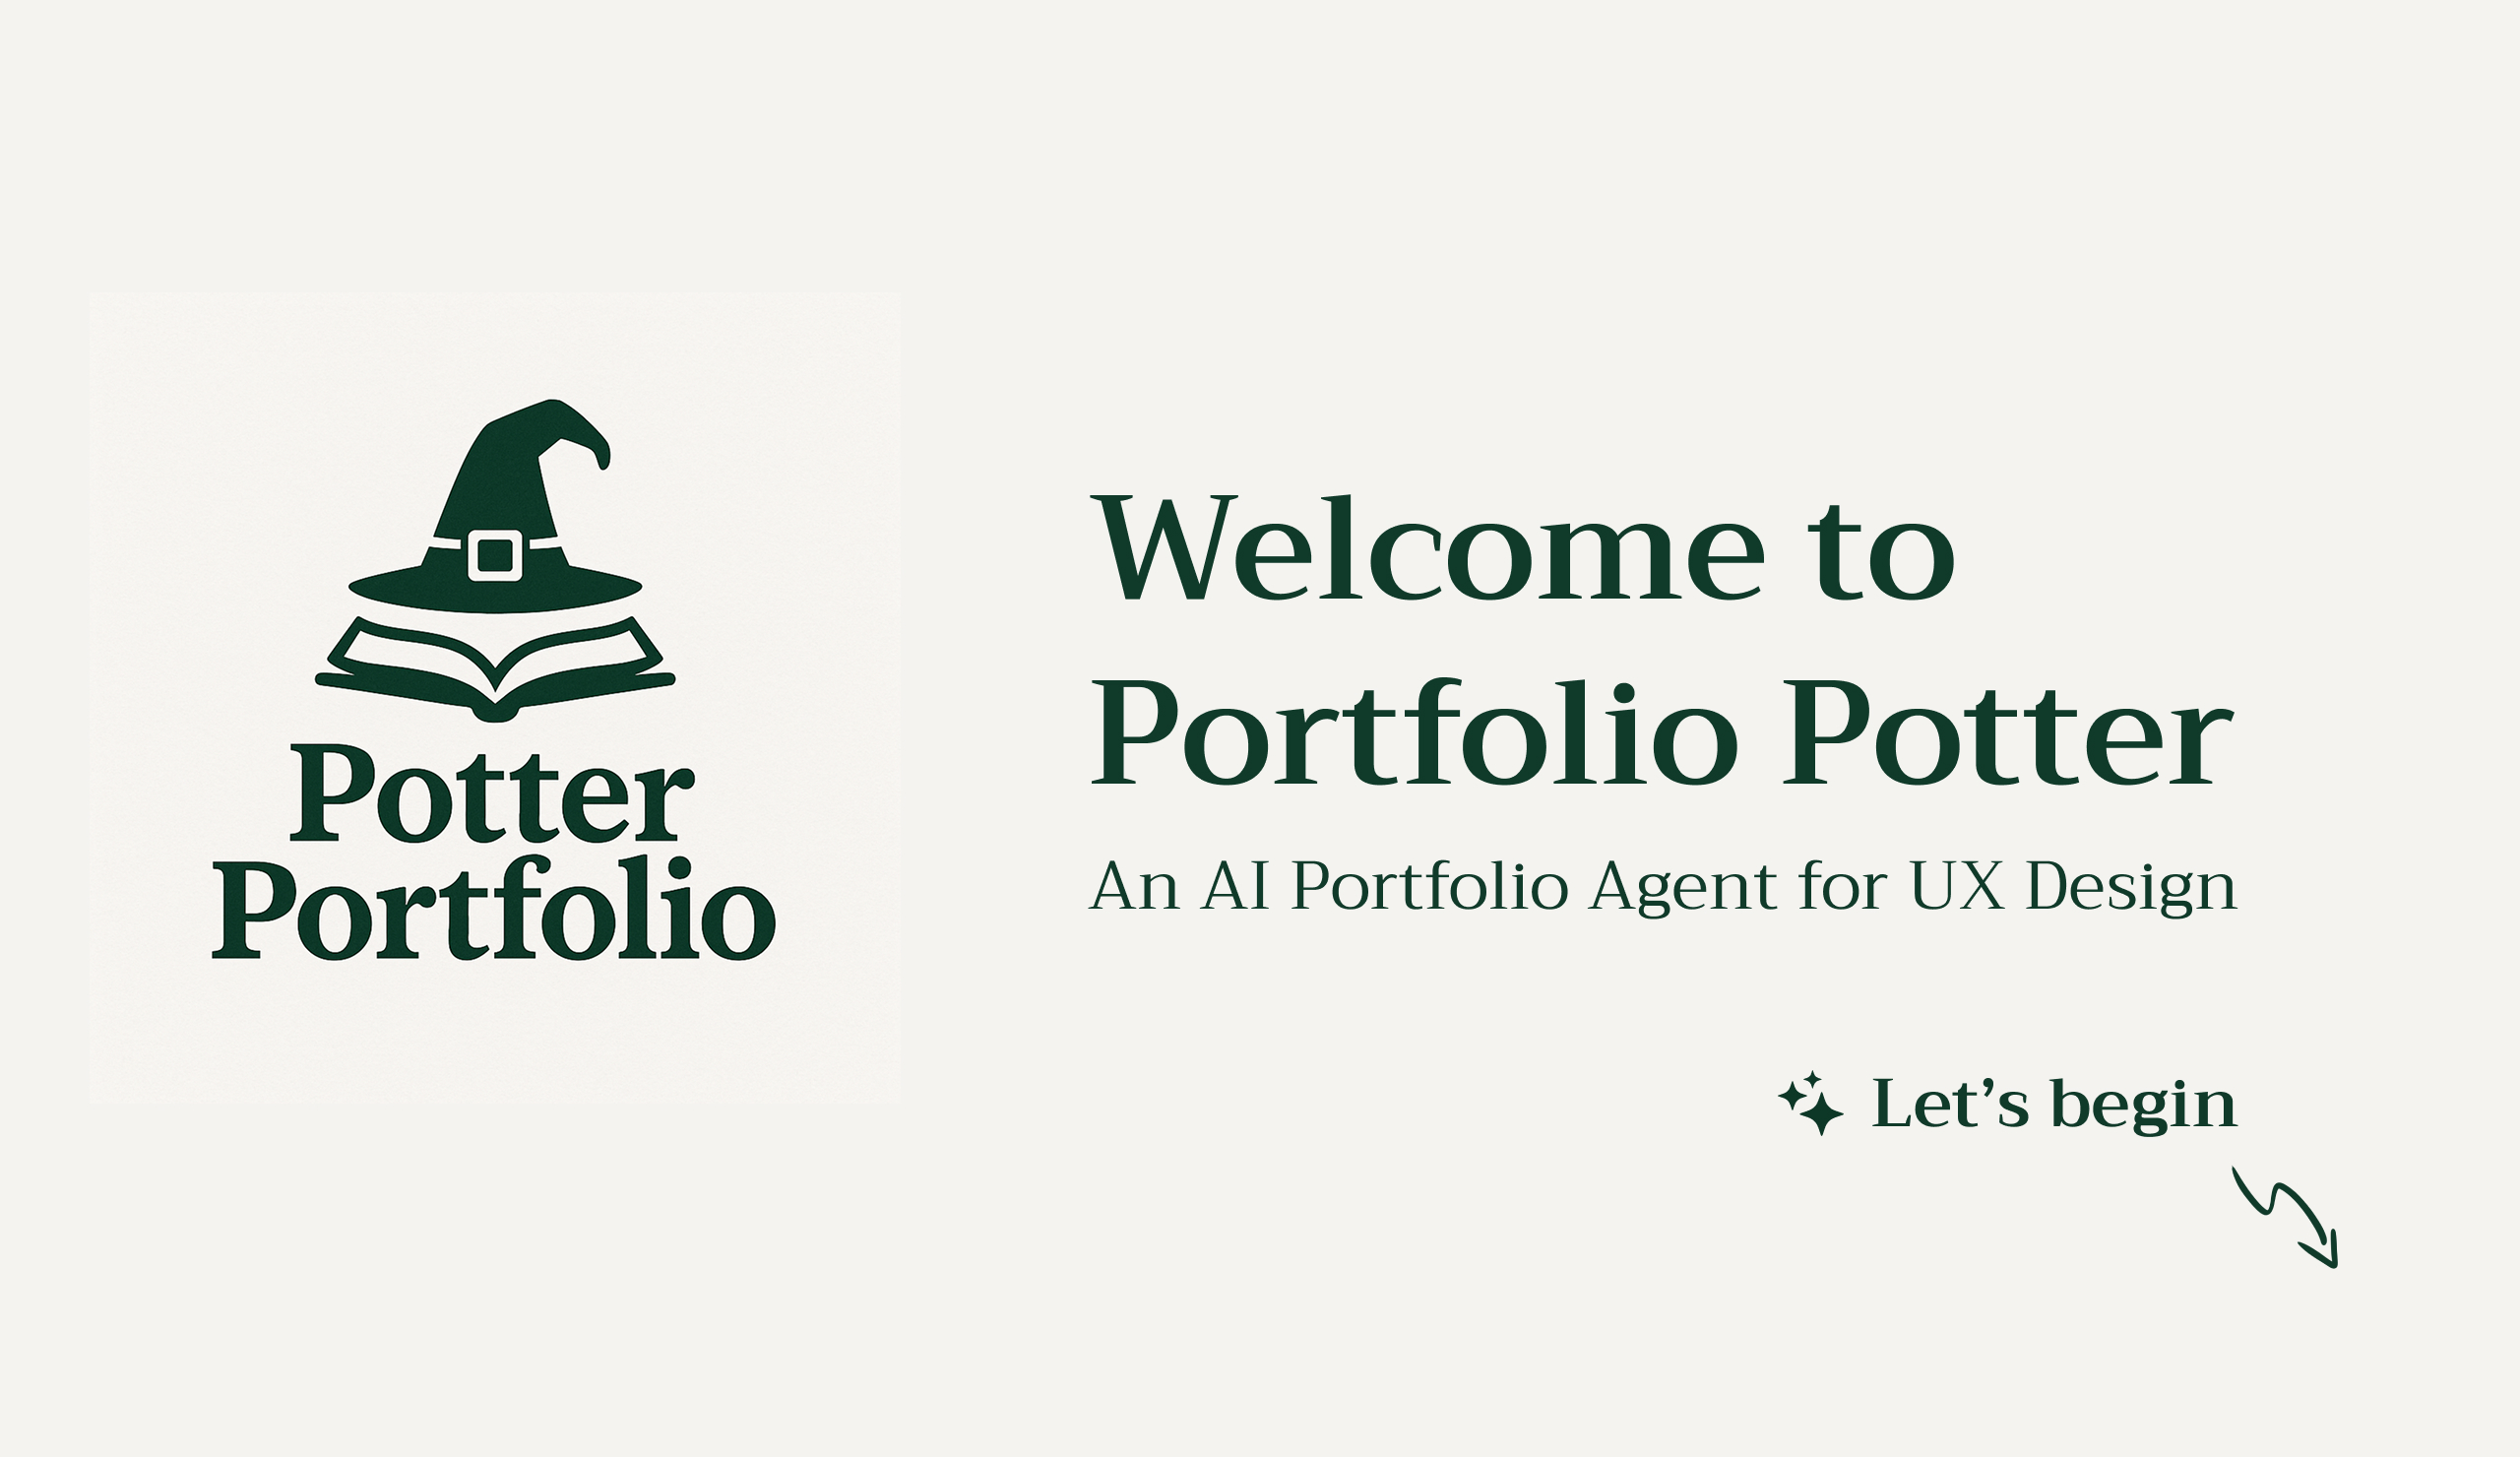 Potter
Portfolio
Welcome to
Portfolio Potter
An AI Portfolio Agent for UX Design
Let’s begin